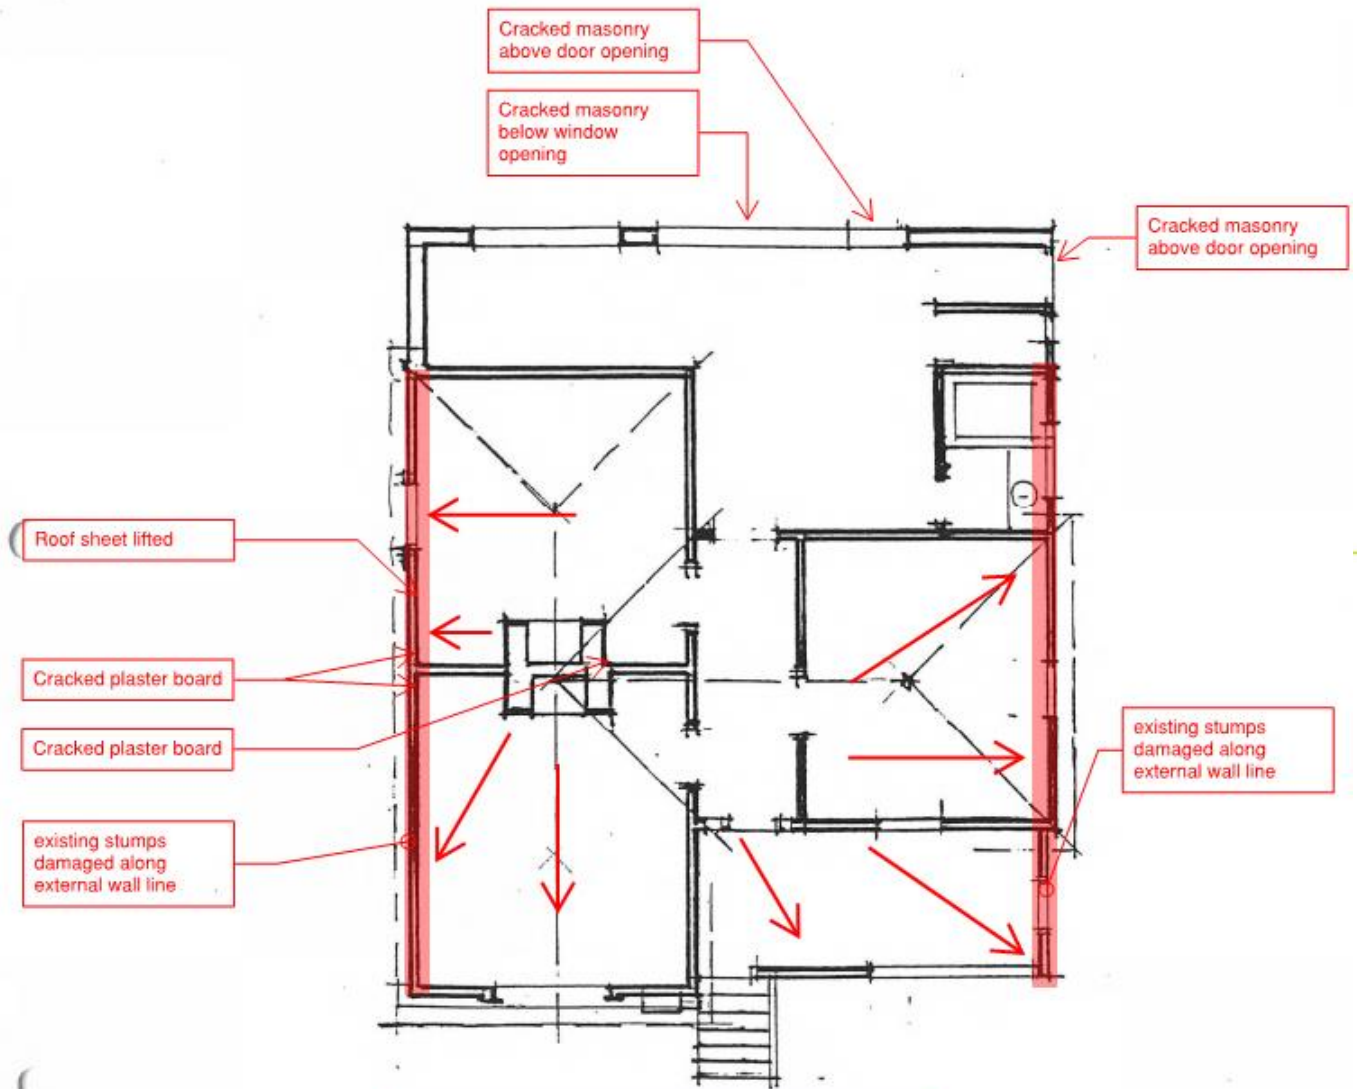 Cracked masonry
above door opening
Cracked masonry
below window
opening
Cracked masonry
above door opening
Roof sheet lifted
Cracked plaster board
Cracked plaster board
existing stumps
damaged along
external wall line
existing stumps
damaged along
external wall line